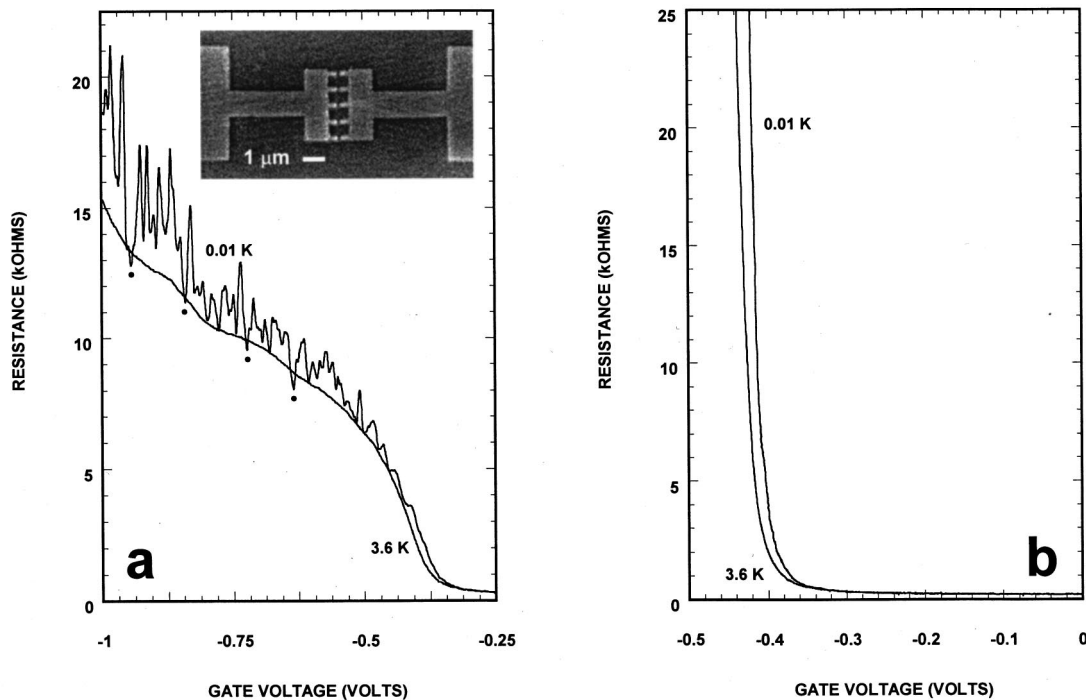 RESISTANCE (kOHMS)
20
15
10
5
0
1 μm
0.01 K
3.6 K
a
-1
-0.75
-0.5
-0.25
GATE VOLTAGE (VOLTS)
RESISTANCE (kOHMS)
25
20
15
10
5
0
0.01 K
3.6 K
b
-0.5
-0.4
-0.3
-0.2
-0.1
0
GATE VOLTAGE (VOLTS)